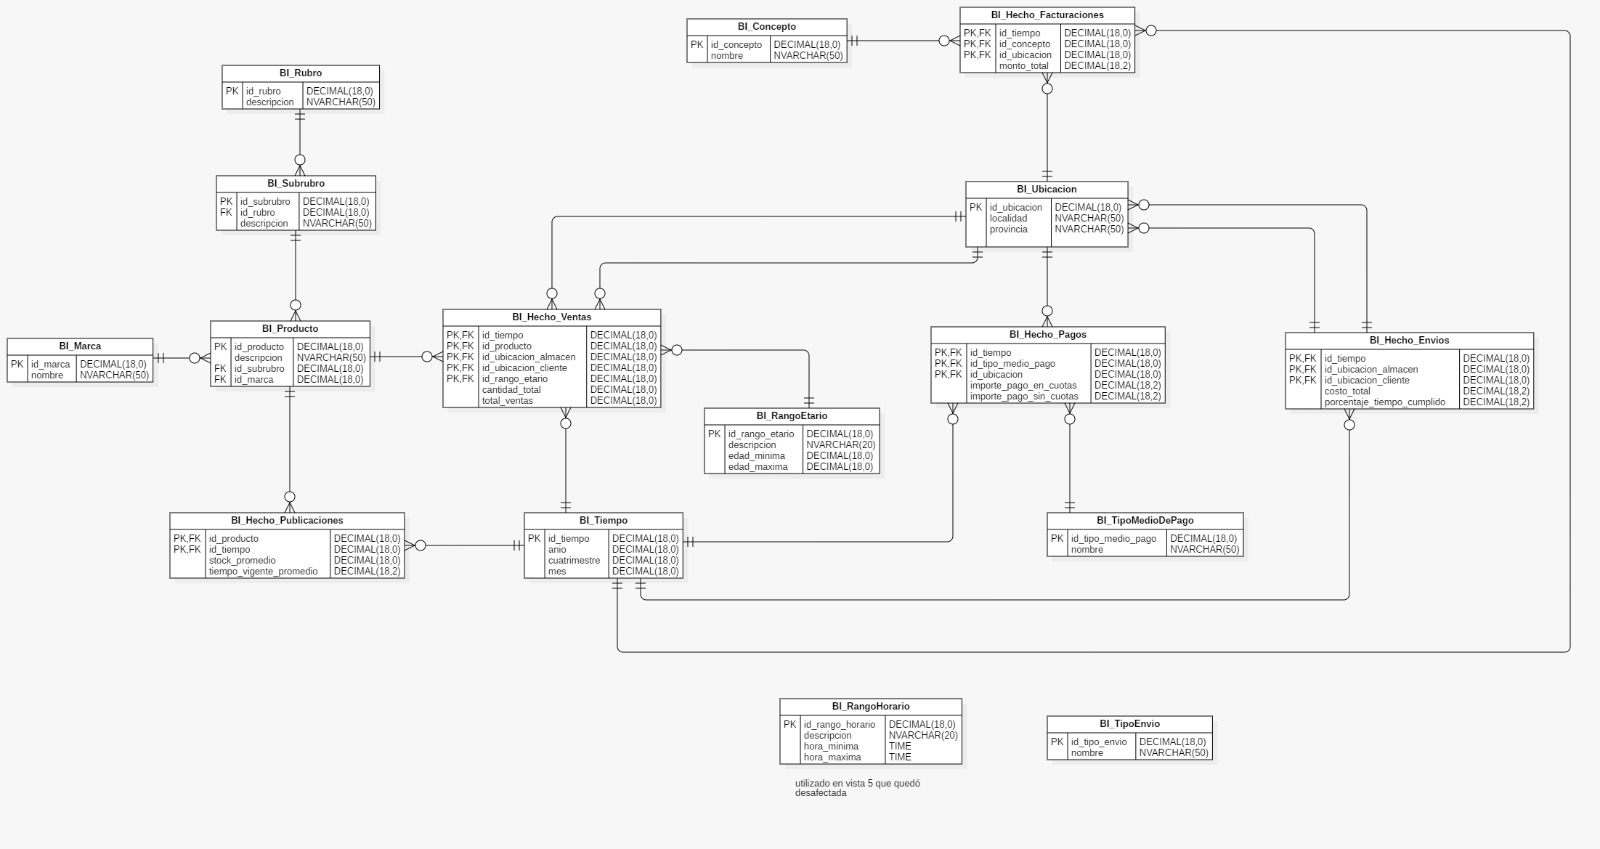 BI_Concepto
PK id_concepto DECIMAL(18,0)
nombre NVARCHAR(50)
BI_Hecho_Facturaciones
PK,FK id_tiempo DECIMAL(18,0)
PK,FK id_concepto DECIMAL(18,0)
PK,FK id_ubicacion DECIMAL(18,0)
monto_total DECIMAL(18,2)
BI_Rubro
PK id_rubro DECIMAL(18,0)
descripcion NVARCHAR(50)
BI_Subrubro
PK id_subrubro DECIMAL(18,0)
FK id_rubro DECIMAL(18,0)
descripcion NVARCHAR(50)
BI_Ubicacion
PK id_ubicacion DECIMAL(18,0)
localidad NVARCHAR(50)
provincia NVARCHAR(50)
BI_Marca
PK id_marca DECIMAL(18,0)
nombre NVARCHAR(50)
BI_Producto
PK id_producto DECIMAL(18,0)
descripcion NVARCHAR(50)
FK id_subrubro DECIMAL(18,0)
FK id_marca DECIMAL(18,0)
BI_Hecho_Ventas
PK,FK id_tiempo DECIMAL(18,0)
PK,FK id_producto DECIMAL(18,0)
PK,FK id_ubicacion_almacen DECIMAL(18,0)
PK,FK id_ubicacion_cliente DECIMAL(18,0)
PK,FK id_rango_etario DECIMAL(18,0)
cantidad_total DECIMAL(18,0)
total_ventas DECIMAL(18,0)
BI_Hecho_Pagos
PK,FK id_tiempo DECIMAL(18,0)
PK,FK id_tipo_medio_pago DECIMAL(18,0)
PK,FK id_ubicacion DECIMAL(18,0)
importe_pago_en_cuotas DECIMAL(18,2)
importe_pago_sin_cuotas DECIMAL(18,2)
BI_Hecho_Envios
PK,FK id_tiempo DECIMAL(18,0)
PK,FK id_ubicacion_almacen DECIMAL(18,0)
PK,FK id_ubicacion_cliente DECIMAL(18,0)
costo_total DECIMAL(18,2)
porcentaje_tiempo_cumplido DECIMAL(18,2)
BI_RangoEtario
PK id_rango_etario DECIMAL(18,0)
descripcion NVARCHAR(20)
edad_minima DECIMAL(18,0)
edad_maxima DECIMAL(18,0)
BI_Hecho_Publicaciones
PK,FK id_producto DECIMAL(18,0)
PK,FK id_tiempo DECIMAL(18,0)
stock_promedio DECIMAL(18,0)
tiempo_vigente_promedio DECIMAL(18,2)
BI_Tiempo
PK id_tiempo DECIMAL(18,0)
anio DECIMAL(18,0)
cuatrimestre DECIMAL(18,0)
mes DECIMAL(18,0)
BI_TipoMedioDePago
PK id_tipo_medio_pago DECIMAL(18,0)
nombre NVARCHAR(50)
BI_RangoHorario
PK id_rango_horario DECIMAL(18,0)
descripcion NVARCHAR(20)
hora_minima TIME
hora_maxima TIME
BI_TipoEnvio
PK id_tipo_envio DECIMAL(18,0)
nombre NVARCHAR(50)
utilizado en vista 5 que quedó
desafectada